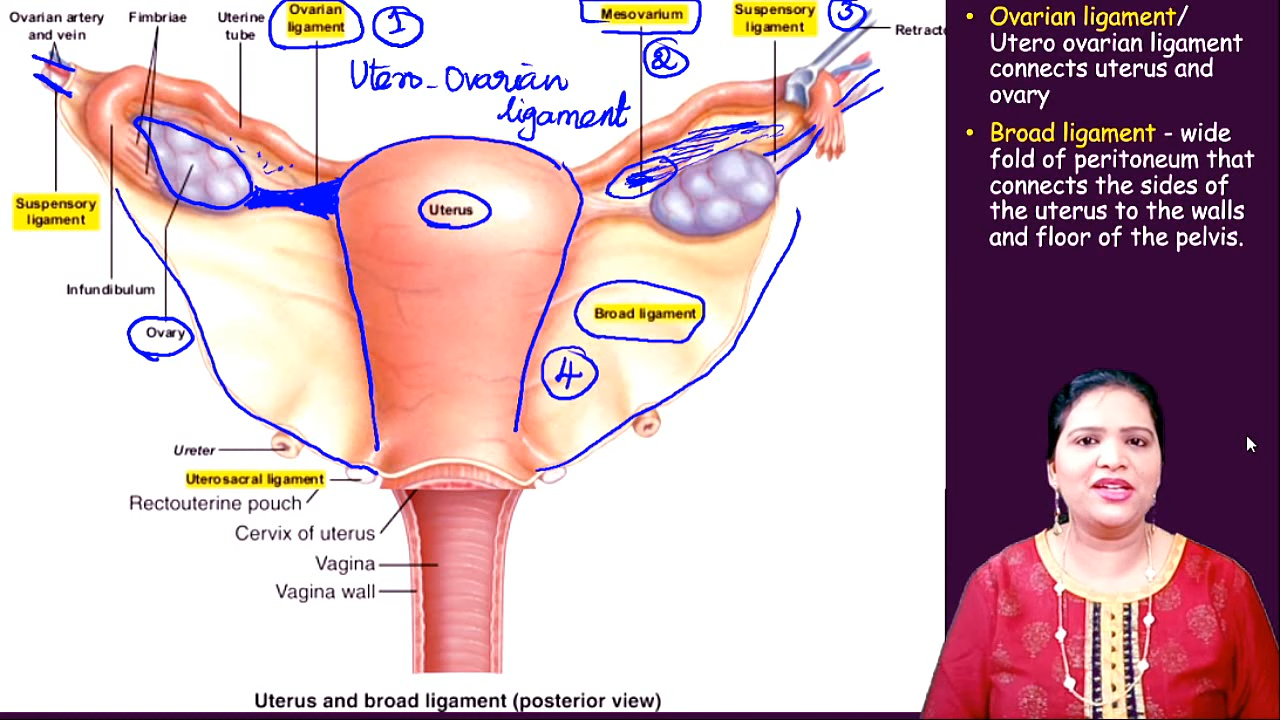 Ovarian artery
and vein
Fimbriae
Uterine
tube
Ovarian
ligament
1
Mesovarium
2
Suspensory
ligament
3
Utero-Ovarian
ligament
Suspensory
ligament
Uterus
Infundibulum
Ovary
Broad ligament
4
Ureter
Uterosacral ligament
Rectouterine pouch
Cervix of uterus
Vagina
Vagina wall
Uterus and broad ligament (posterior view)
• Ovarian ligament/
Utero ovarian ligament
connects uterus and
ovary
• Broad ligament - wide
fold of peritoneum that
connects the sides of
the uterus to the walls
and floor of the pelvis.